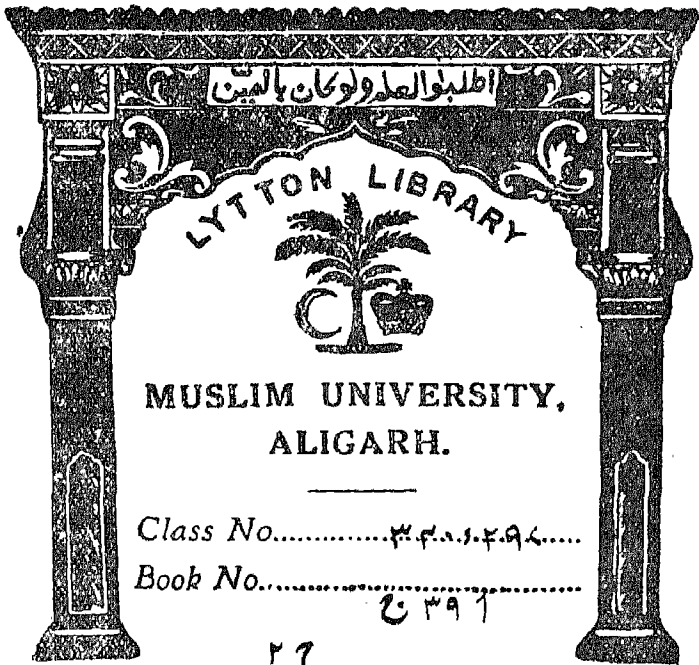 اطلبوا العلم ولو كان بالصين
LYTTON LIBRARY
MUSLIM UNIVERSITY,
ALIGARH.
Class No.
Book No.